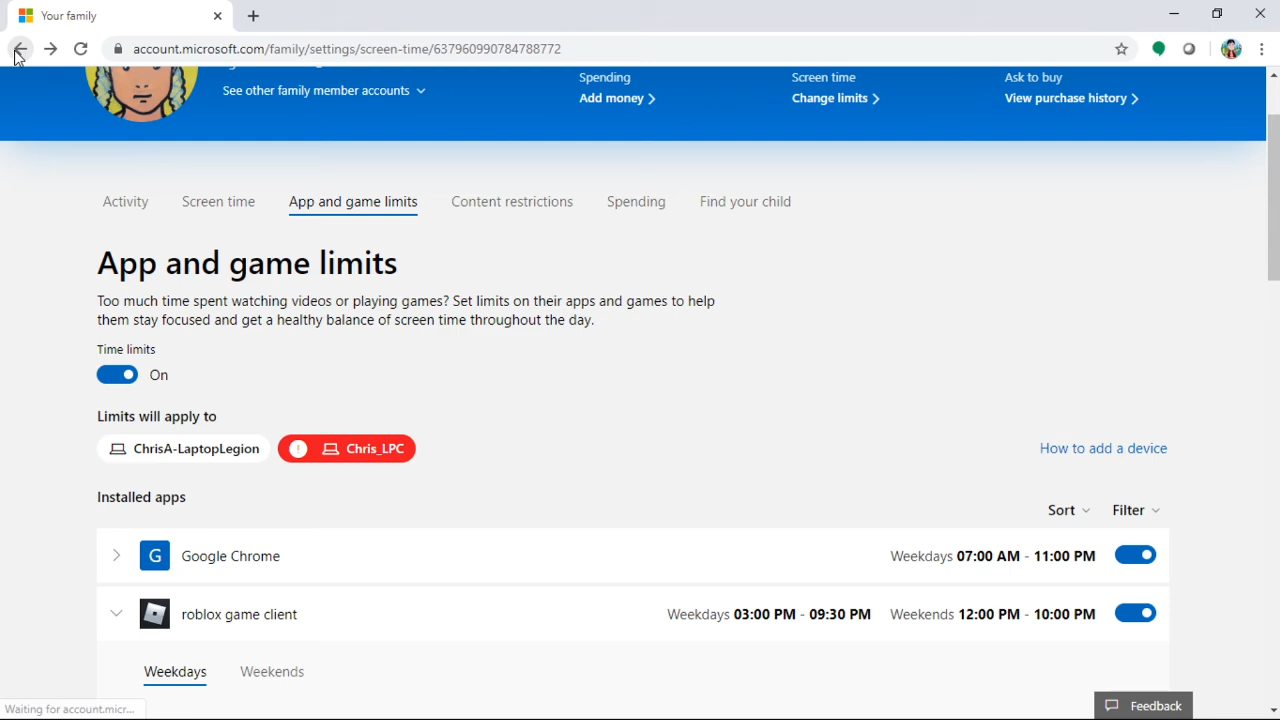 Your family
account.microsoft.com/family/settings/screen-time/637960990784788772
See other family member accounts
Spending
Add money
Screen time
Change limits
Ask to buy
View purchase history
Activity Screen time App and game limits Content restrictions Spending Find your child
App and game limits
Too much time spent watching videos or playing games? Set limits on their apps and games to help
them stay focused and get a healthy balance of screen time throughout the day.
Time limits
On
Limits will apply to
ChrisA-LaptopLegion ! Chris_LPC How to add a device
Installed apps
Sort Filter
G Google Chrome Weekdays 07:00 AM - 11:00 PM
roblox game client Weekdays 03:00 PM - 09:30 PM Weekends 12:00 PM - 10:00 PM
Weekdays Weekends
Waiting for account.micr...
Feedback